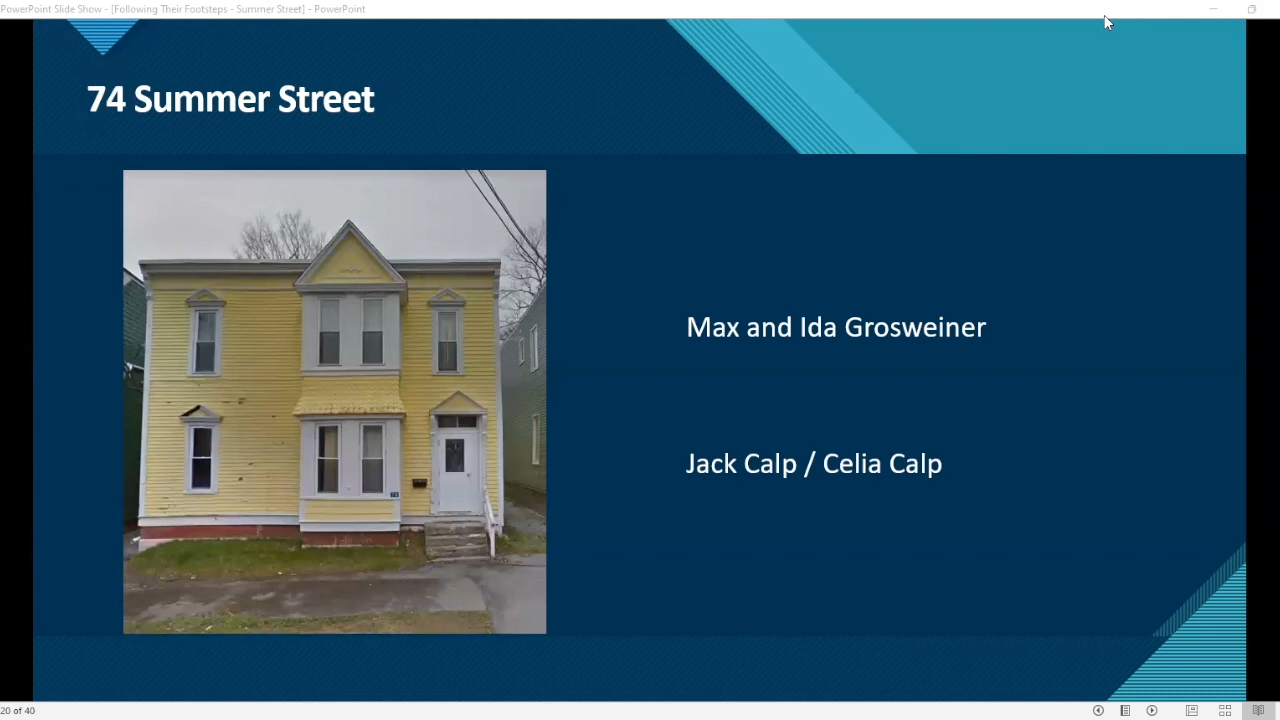 PowerPoint Slide Show - [Following Their Footsteps - Summer Street] - PowerPoint
74 Summer Street
Max and Ida Grosweiner
Jack Calp / Celia Calp
74
20 of 40